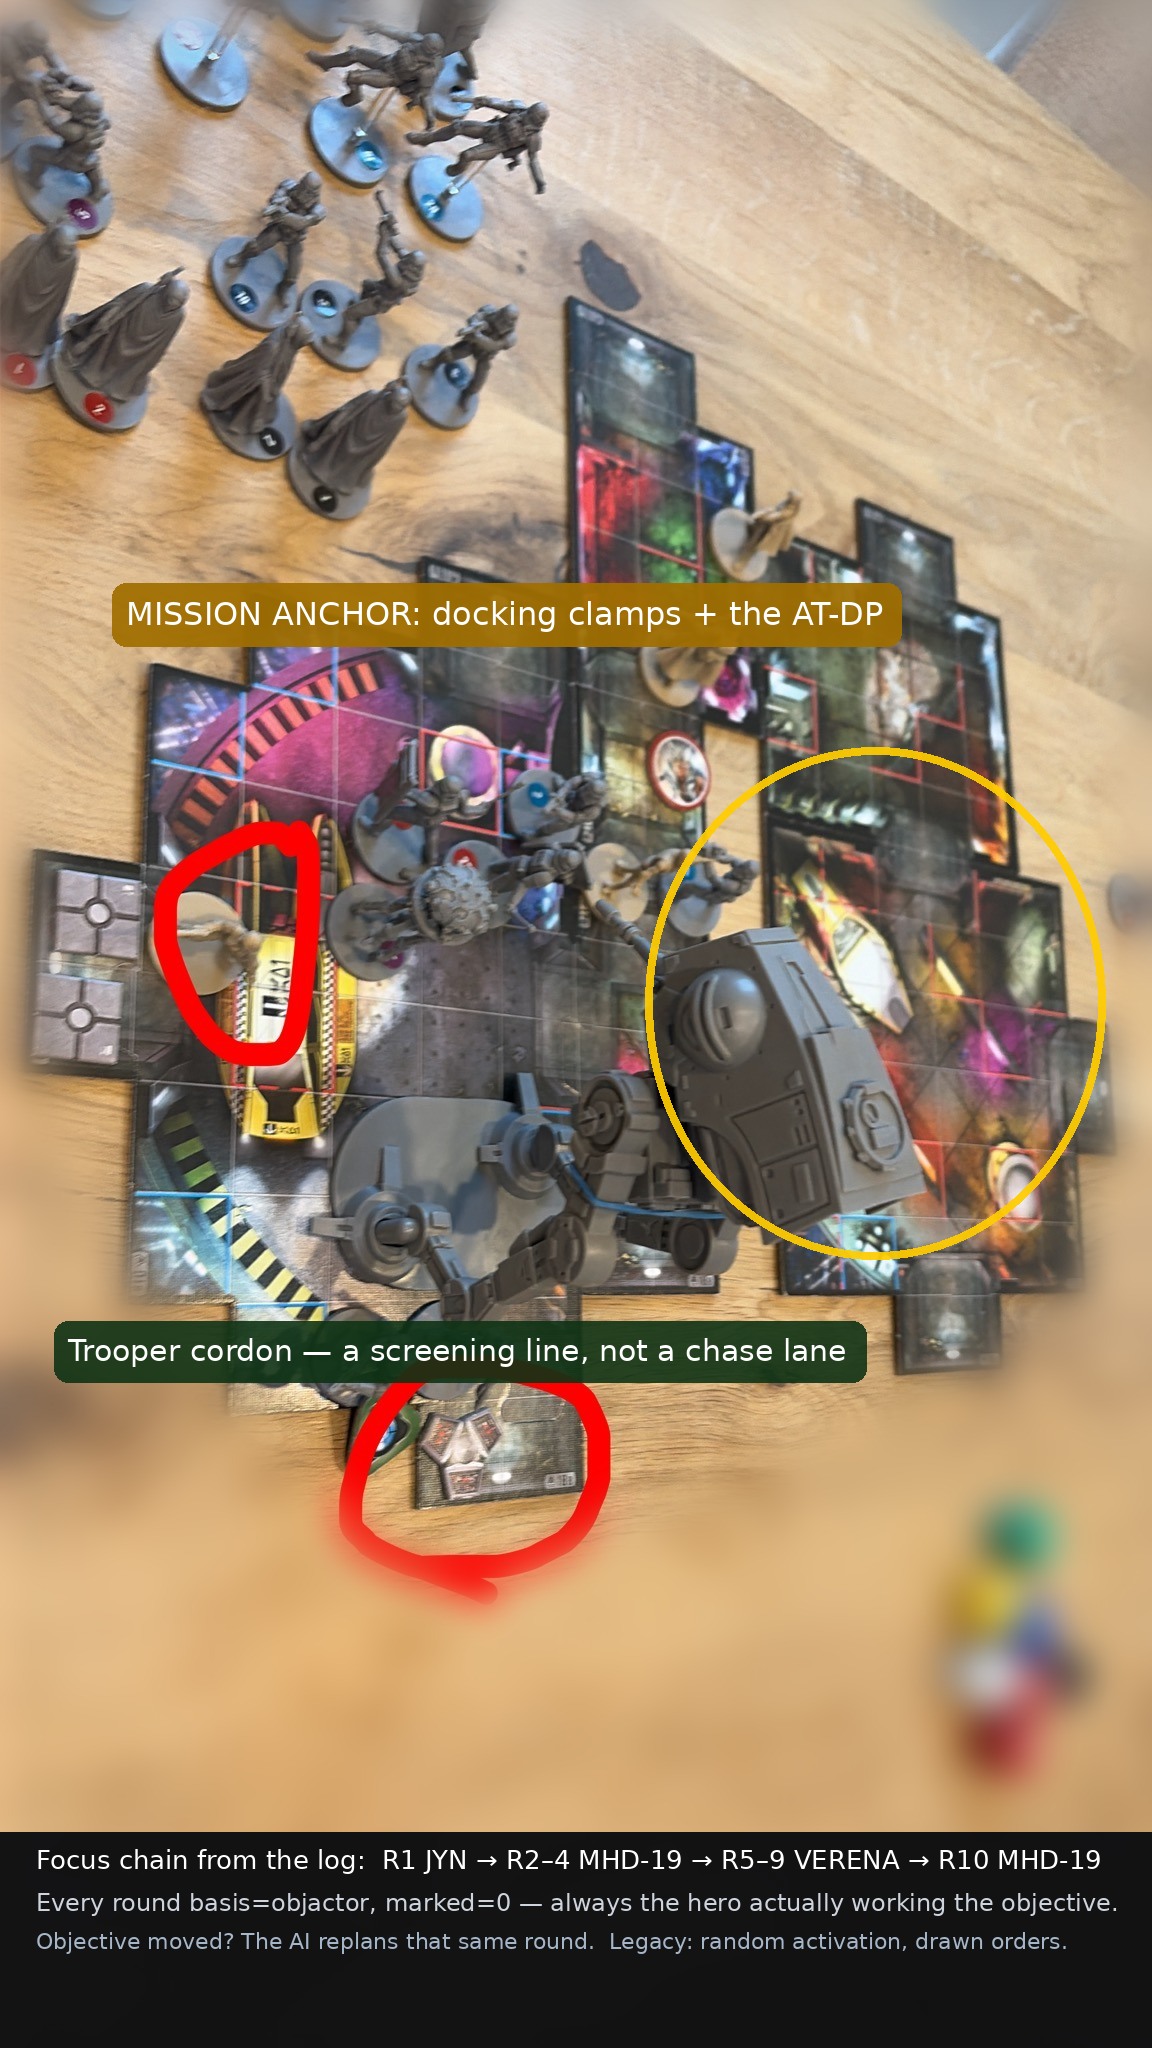 MISSION ANCHOR: docking clamps + the AT-DP
KA1
KA1
Trooper cordon — a screening line, not a chase lane
Focus chain from the log:  R1 JYN → R2–4 MHD-19 → R5–9 VERENA → R10 MHD-19
Every round basis=objactor, marked=0 — always the hero actually working the objective.
Objective moved? The AI replans that same round.  Legacy: random activation, drawn orders.